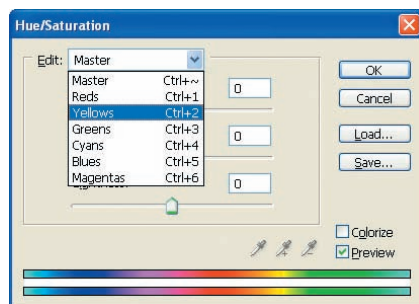 Hue/Saturation
Edit: Master
Master Ctrl+~
Reds Ctrl+1
Yellows Ctrl+2
Greens Ctrl+3
Cyans Ctrl+4
Blues Ctrl+5
Magentas Ctrl+6
0
0
0
OK
Cancel
Load...
Save...
Colorize
Preview